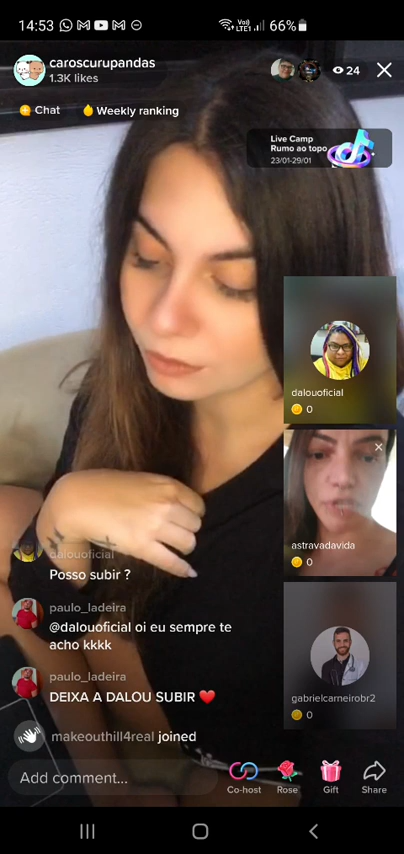 14:53
Vo)) LTE1 66%
caroscurupandas
1.3K likes
24
Chat
Weekly ranking
Live Camp
Rumo ao topo
23/01-29/01
dalouoficial
0
astravadavida
0
gabrielcarneirobr2
0
dalouoficial
Posso subir ?
paulo_ladeira
@dalouoficial oi eu sempre te
acho kkkk
paulo_ladeira
DEIXA A DALOU SUBIR ❤️
makeouthill4real joined
Add comment...
Co-host
Rose
Gift
Share